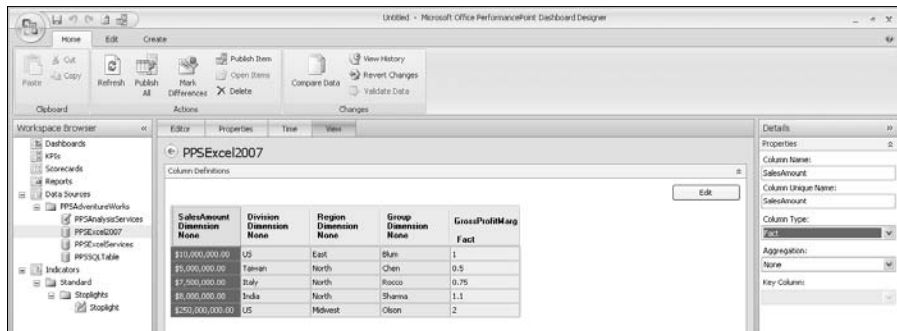 Untitled - Microsoft Office PerformancePoint Dashboard Designer
Home Edit Create
Paste
Cut
Copy
Clipboard
Refresh
Publish All
Mark Differences
Publish Item
Open Items
Delete
Actions
Compare Data
View History
Revert Changes
Validate Data
Changes
Workspace Browser
Dashboards
KPIs
Scorecards
Reports
Data Sources
PPSAdventureWorks
PPSAnalysisServices
PPSExcel2007
PPSExcelServices
PPSSQLTable
Indicators
Standard
Stoplights
Stoplight
Editor Properties Time View
PPSExcel2007
Column Definitions
Edit
SalesAmount Division Region Group GrossProfitMarg
Dimension Dimension Dimension Dimension
None None None None Fact
$10,000,000.00 US East Blum 1
$5,000,000.00 Taiwan North Chen 0.5
$7,500,000.00 Italy North Rocco 0.75
$8,000,000.00 India North Sharma 1.1
$250,000,000.00 US Midwest Olson 2
Details
Properties
Column Name:
SalesAmount
Column Unique Name:
SalesAmount
Column Type:
Fact
Aggregation:
None
Key Column: